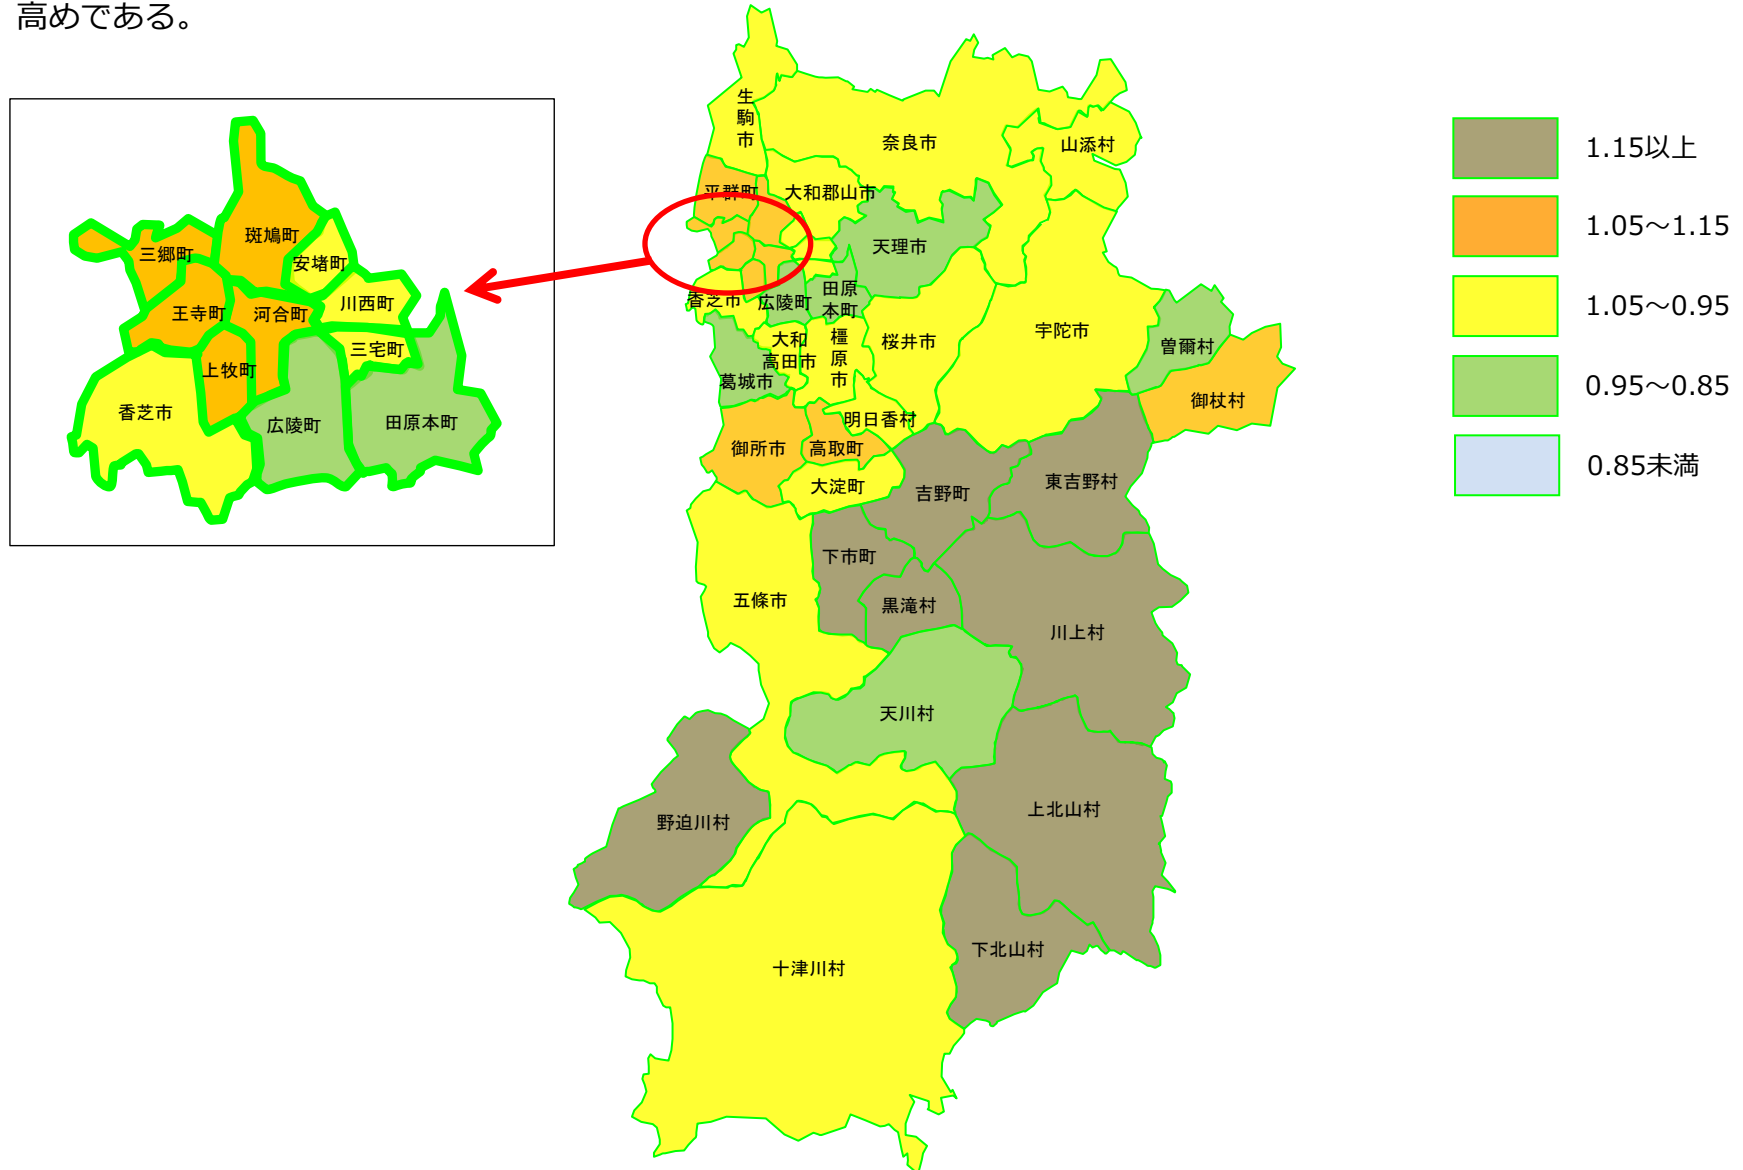 高めである。
三郷町
斑鳩町
安堵町
王寺町
河合町
川西町
上牧町
三宅町
香芝市
広陵町
田原本町
生
駒
市
奈良市
山添村
平群町
大和郡山市
天理市
香芝市
広陵町
田原
本町
大和
高田市
橿
原
市
桜井市
宇陀市
曽爾村
御杖村
葛城市
明日香村
御所市
高取町
大淀町
吉野町
東吉野村
下市町
黒滝村
五條市
川上村
天川村
上北山村
野迫川村
下北山村
十津川村
1.15以上
1.05~1.15
1.05~0.95
0.95~0.85
0.85未満